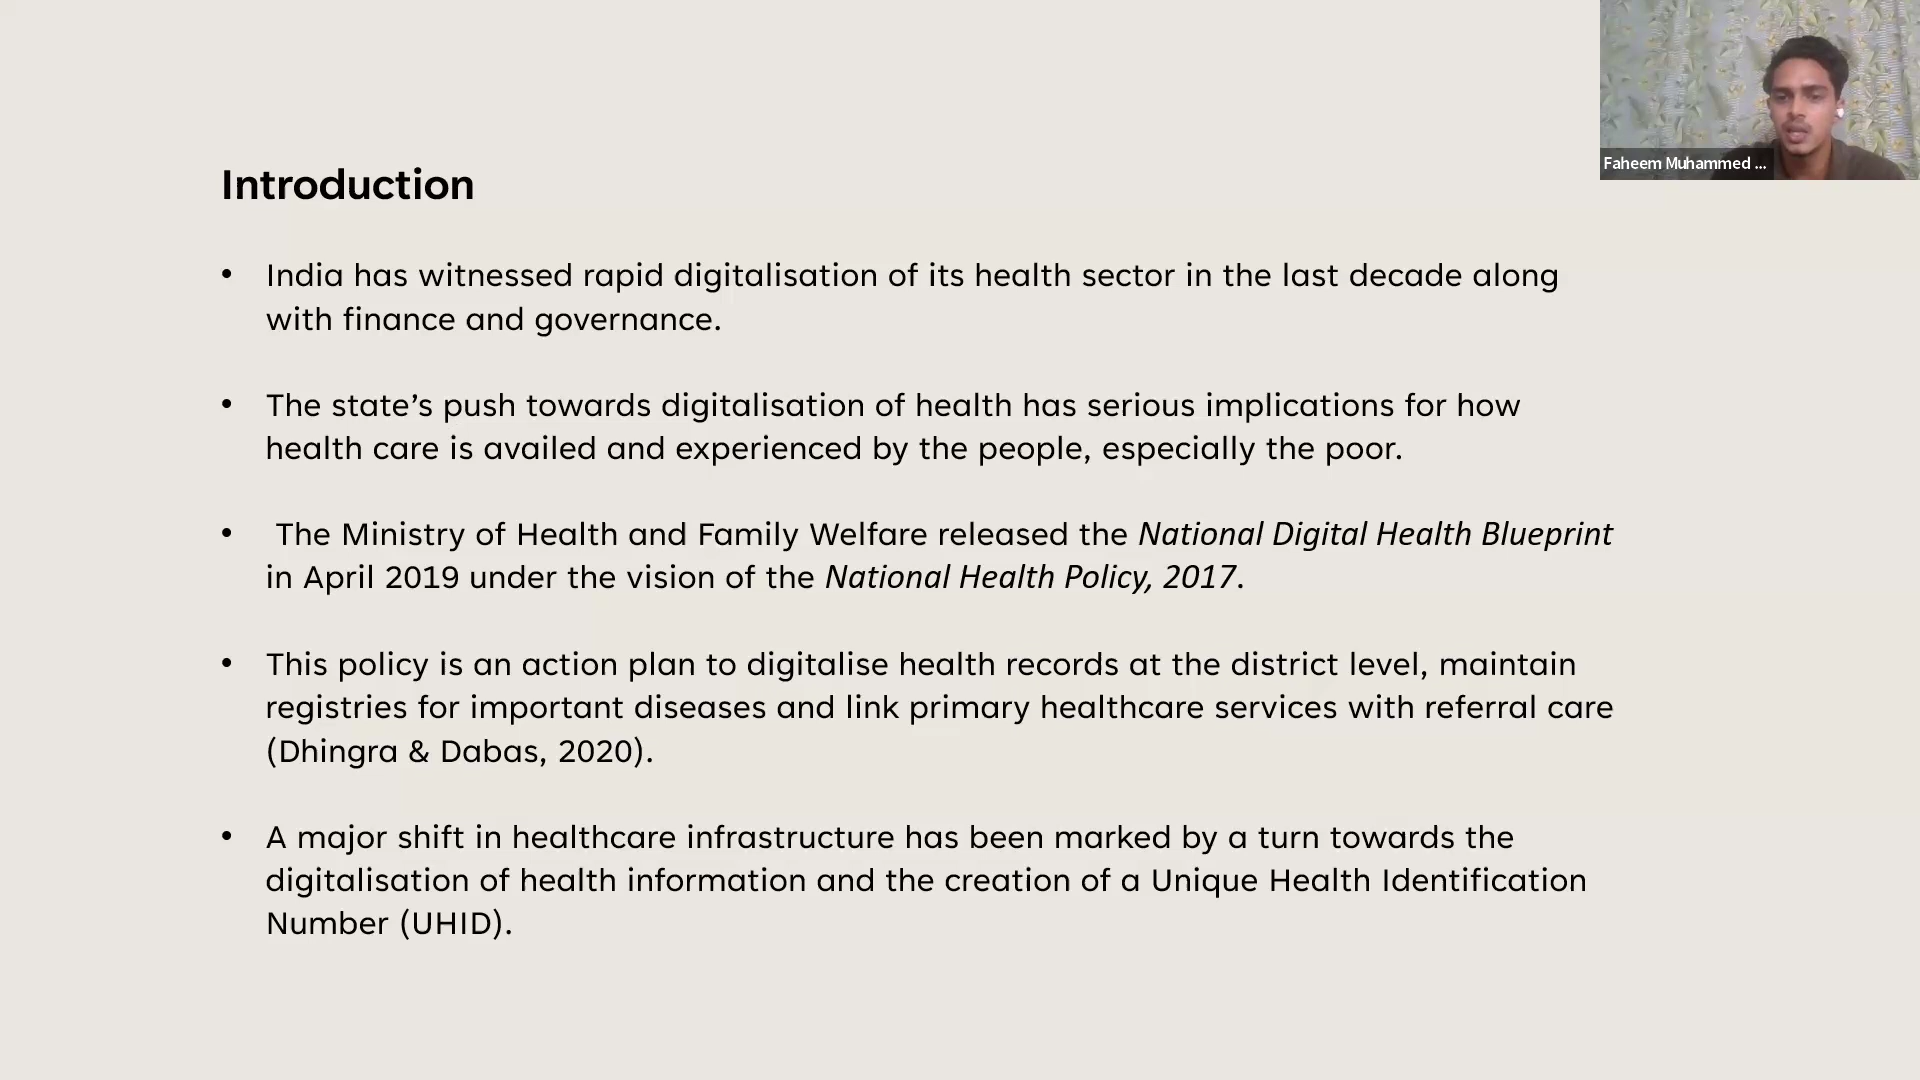 Faheem Muhammed ...
Introduction
• India has witnessed rapid digitalisation of its health sector in the last decade along
with finance and governance.
• The state’s push towards digitalisation of health has serious implications for how
health care is availed and experienced by the people, especially the poor.
• The Ministry of Health and Family Welfare released the National Digital Health Blueprint
in April 2019 under the vision of the National Health Policy, 2017.
• This policy is an action plan to digitalise health records at the district level, maintain
registries for important diseases and link primary healthcare services with referral care
(Dhingra & Dabas, 2020).
• A major shift in healthcare infrastructure has been marked by a turn towards the
digitalisation of health information and the creation of a Unique Health Identification
Number (UHID).